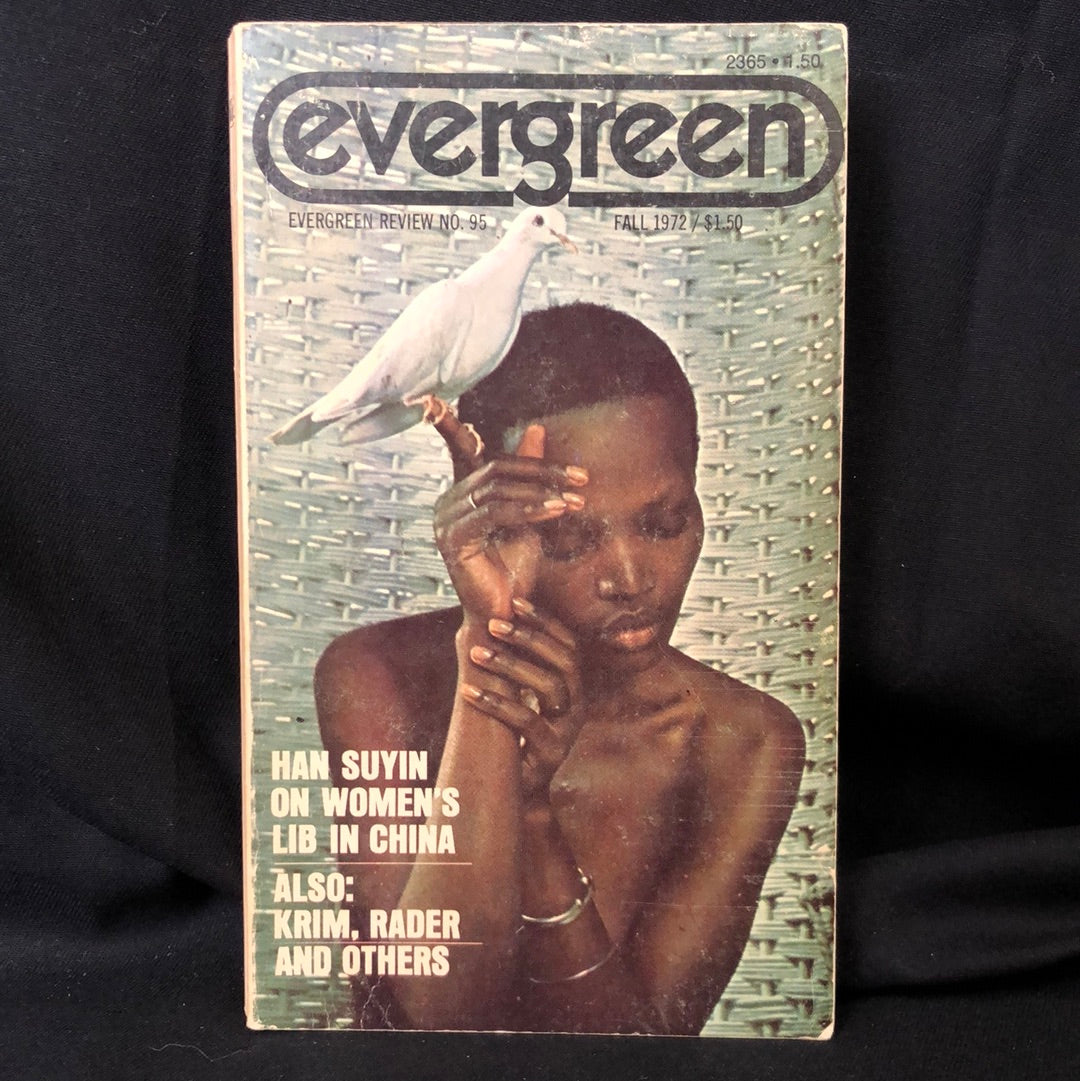 2365 • 1.50
evergreen
EVERGREEN REVIEW NO. 95 FALL 1972 / $1.50
HAN SUYIN
ON WOMEN'S
LIB IN CHINA
ALSO:
KRIM, RADER
AND OTHERS